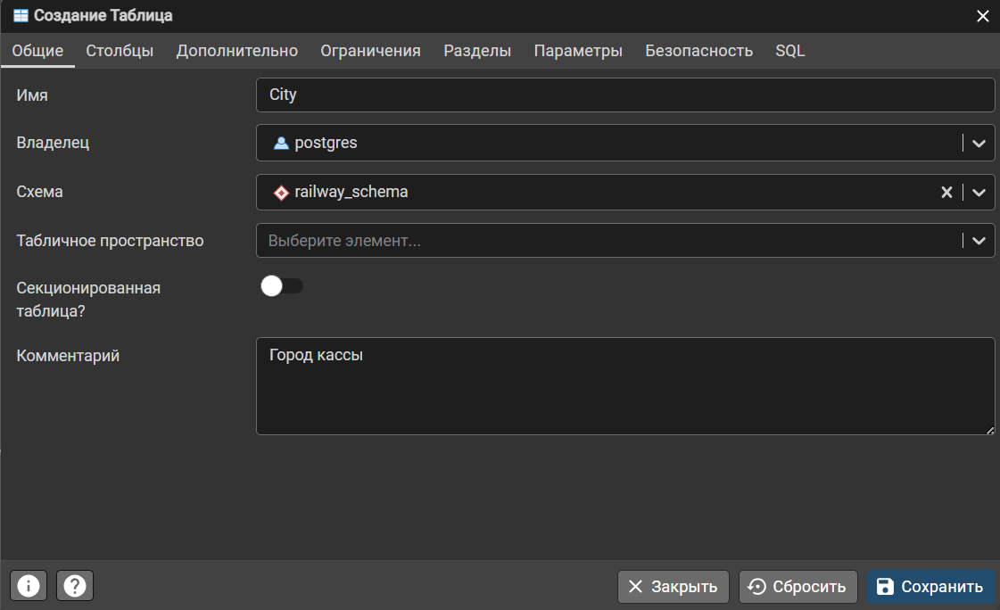 Создание Таблица
Общие Столбцы Дополнительно Ограничения Разделы Параметры Безопасность SQL
Имя City
Владелец postgres
Схема railway_schema
Табличное пространство Выберите элемент...
Секционированная
таблица?
Комментарий Город кассы
Закрыть Сбросить Сохранить